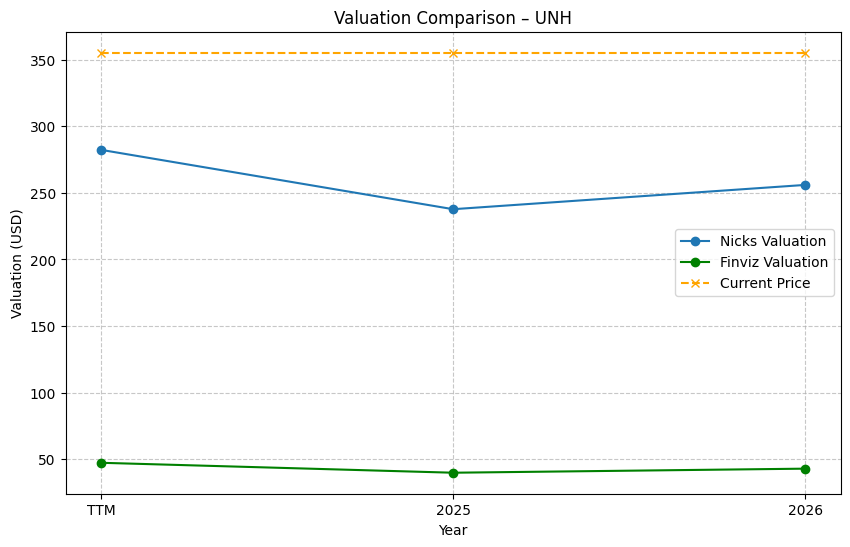 Valuation Comparison – UNH
Valuation (USD)
350
300
250
200
150
100
50
Nicks Valuation
Finviz Valuation
Current Price
TTM
2025
2026
Year